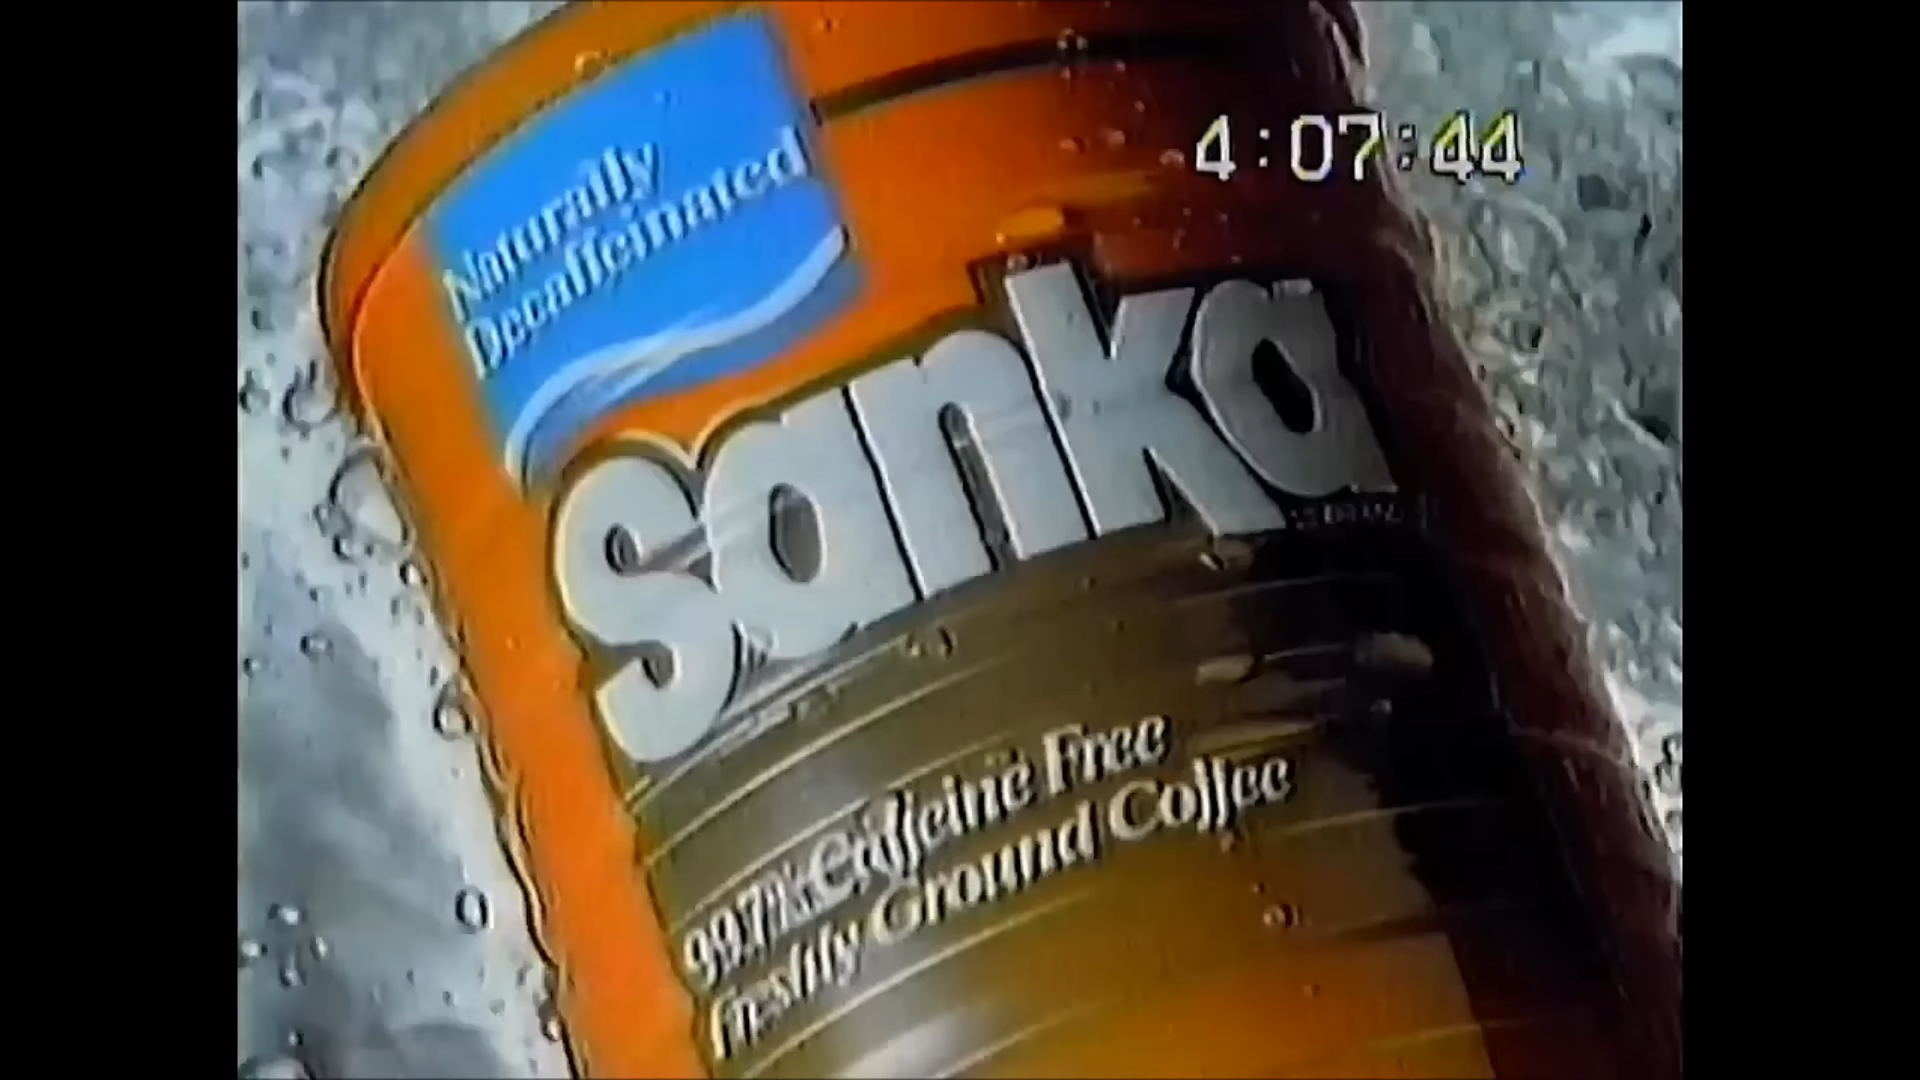 4:07:44
Naturally
Decaffeinated
Sanka
99.7% Caffeine Free
Freshly Ground Coffee